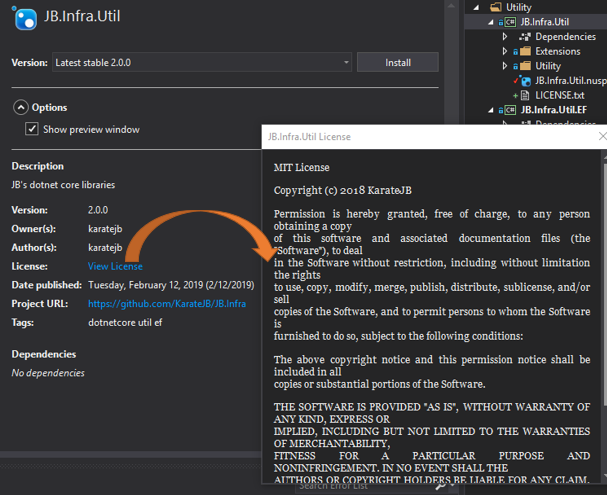 JB.Infra.Util
Version:
Latest stable 2.0.0
Install
Options
Show preview window
Description
JB's dotnet core libraries
Version:
2.0.0
Owner(s):
karatejb
Author(s):
karatejb
License:
View License
Date published:
Tuesday, February 12, 2019 (2/12/2019)
Project URL:
https://github.com/KarateJB/JB.Infra
Tags:
dotnetcore util ef
Dependencies
No dependencies
Utility
C# JB.Infra.Util
Dependencies
Extensions
Utility
JB.Infra.Util.nusp
LICENSE.txt
C# JB.Infra.Util.EF
Dependencies
JB.Infra.Util License
MIT License
Copyright (c) 2018 KarateJB
Permission is hereby granted, free of charge, to any person
obtaining a copy
of this software and associated documentation files (the
"Software"), to deal
in the Software without restriction, including without limitation
the rights
to use, copy, modify, merge, publish, distribute, sublicense, and/or
sell
copies of the Software, and to permit persons to whom the Software
is
furnished to do so, subject to the following conditions:
The above copyright notice and this permission notice shall be
included in all
copies or substantial portions of the Software.
THE SOFTWARE IS PROVIDED "AS IS", WITHOUT WARRANTY OF
ANY KIND, EXPRESS OR
IMPLIED, INCLUDING BUT NOT LIMITED TO THE WARRANTIES
OF MERCHANTABILITY,
FITNESS FOR A PARTICULAR PURPOSE AND
NONINFRINGEMENT. IN NO EVENT SHALL THE
AUTHORS OR COPYRIGHT HOLDERS BE LIABLE FOR ANY CLAIM,
Search Error List